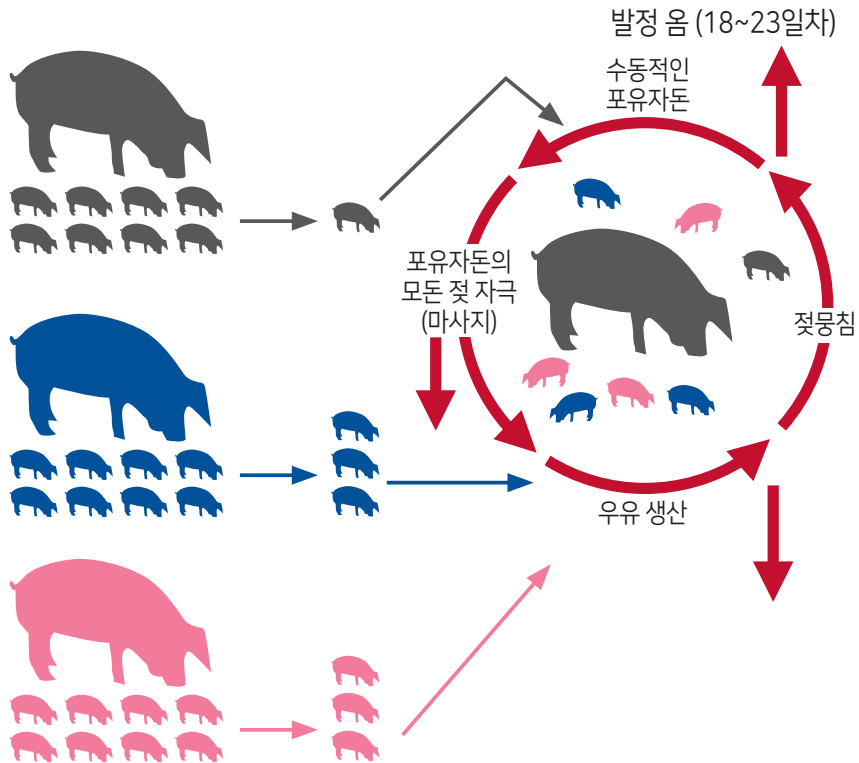 발정 옴 (18~23일차)
수동적인
포유자돈
포유자돈의
모돈 젖 자극
(마사지)
젖뭉침
우유 생산